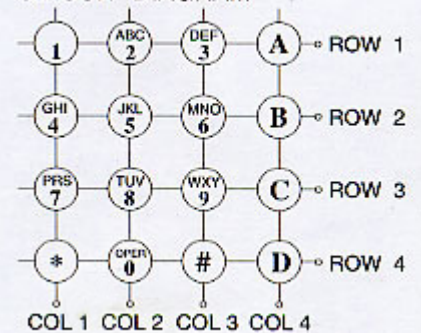 1 ABC 2 DEF 3 A ROW 1
GHI 4 JKL 5 MNO 6 B ROW 2
PRS 7 TUV 8 WXY 9 C ROW 3
* OPER 0 # D ROW 4
COL 1 COL 2 COL 3 COL 4